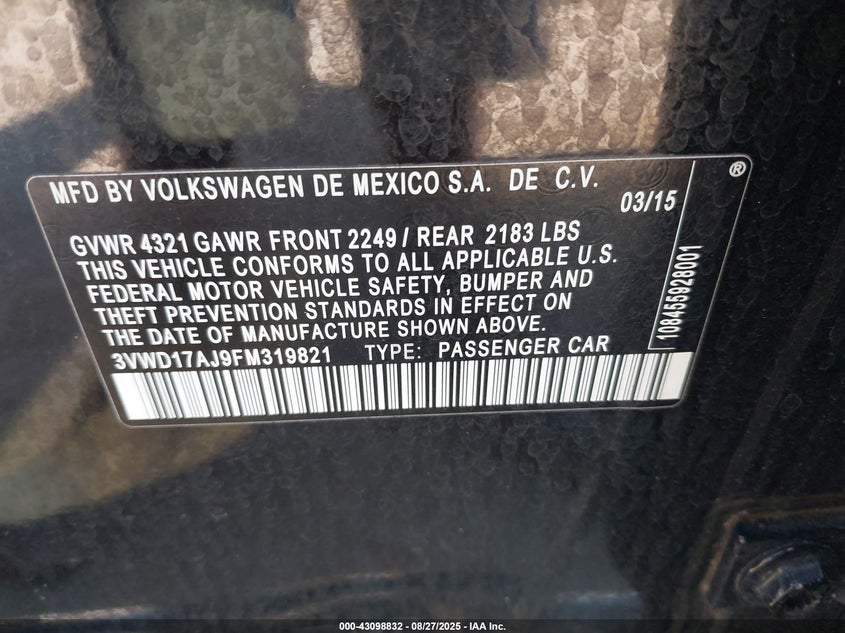 MFD BY VOLKSWAGEN DE MEXICO S.A. DE C.V.
03/15
®
GVWR 4321 GAWR FRONT 2249 / REAR 2183 LBS
THIS VEHICLE CONFORMS TO ALL APPLICABLE U.S.
FEDERAL MOTOR VEHICLE SAFETY, BUMPER AND
THEFT PREVENTION STANDARDS IN EFFECT ON
THE DATE OF MANUFACTURE SHOWN ABOVE.
3VWD17AJ9FM319821 TYPE: PASSENGER CAR
108455928001
000-43098832 - 08/27/2025 - IAA Inc.